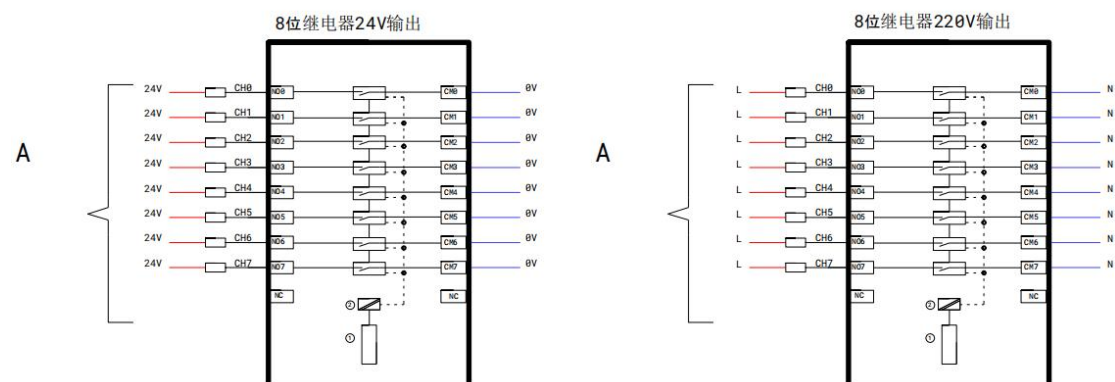 8位继电器24V输出
8位继电器220V输出
A
24V CH0 NO0 CM0 0V
24V CH1 NO1 CM1 0V
24V CH2 NO2 CM2 0V
24V CH3 NO3 CM3 0V
24V CH4 NO4 CM4 0V
24V CH5 NO5 CM5 0V
24V CH6 NO6 CM6 0V
24V CH7 NO7 CM7 0V
NC NC
②
①
A
L CH0 NO0 CM0 N
L CH1 NO1 CM1 N
L CH2 NO2 CM2 N
L CH3 NO3 CM3 N
L CH4 NO4 CM4 N
L CH5 NO5 CM5 N
L CH6 NO6 CM6 N
L CH7 NO7 CM7 N
NC NC
②
①